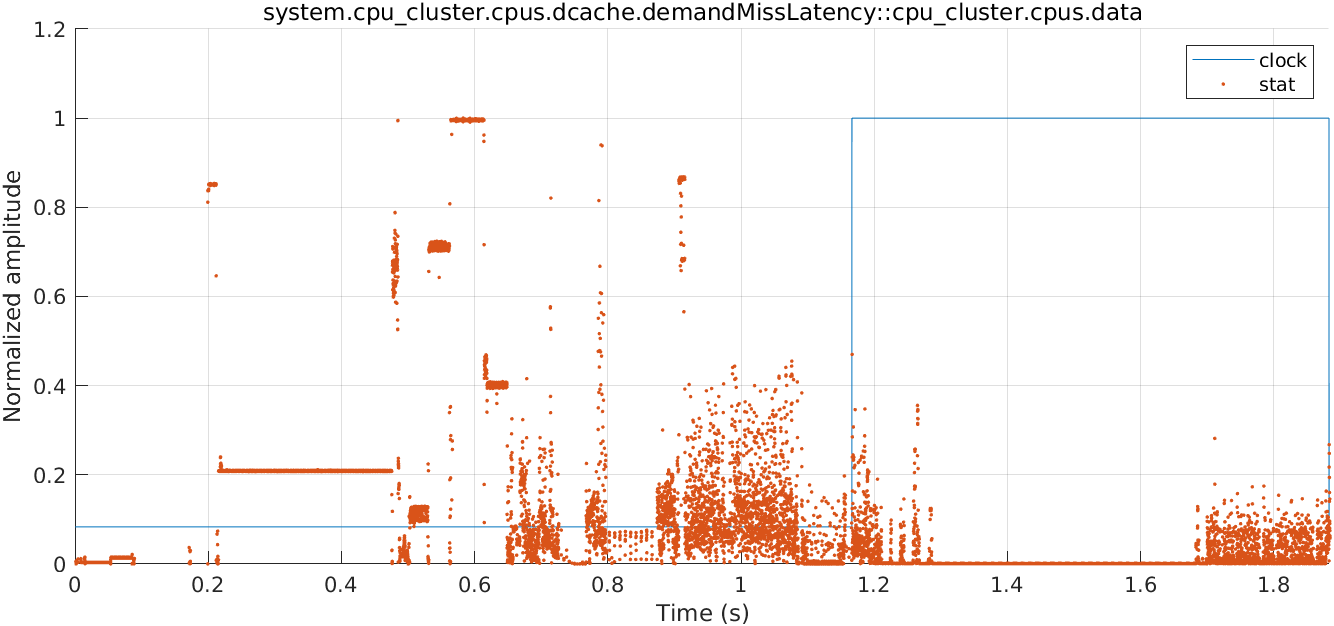 system.cpu_cluster.cpus.dcache.demandMissLatency::cpu_cluster.cpus.data
1.2
1
0.8
0.6
0.4
0.2
0
Normalized amplitude
clock
stat
0 0.2 0.4 0.6 0.8 1 1.2 1.4 1.6 1.8
Time (s)